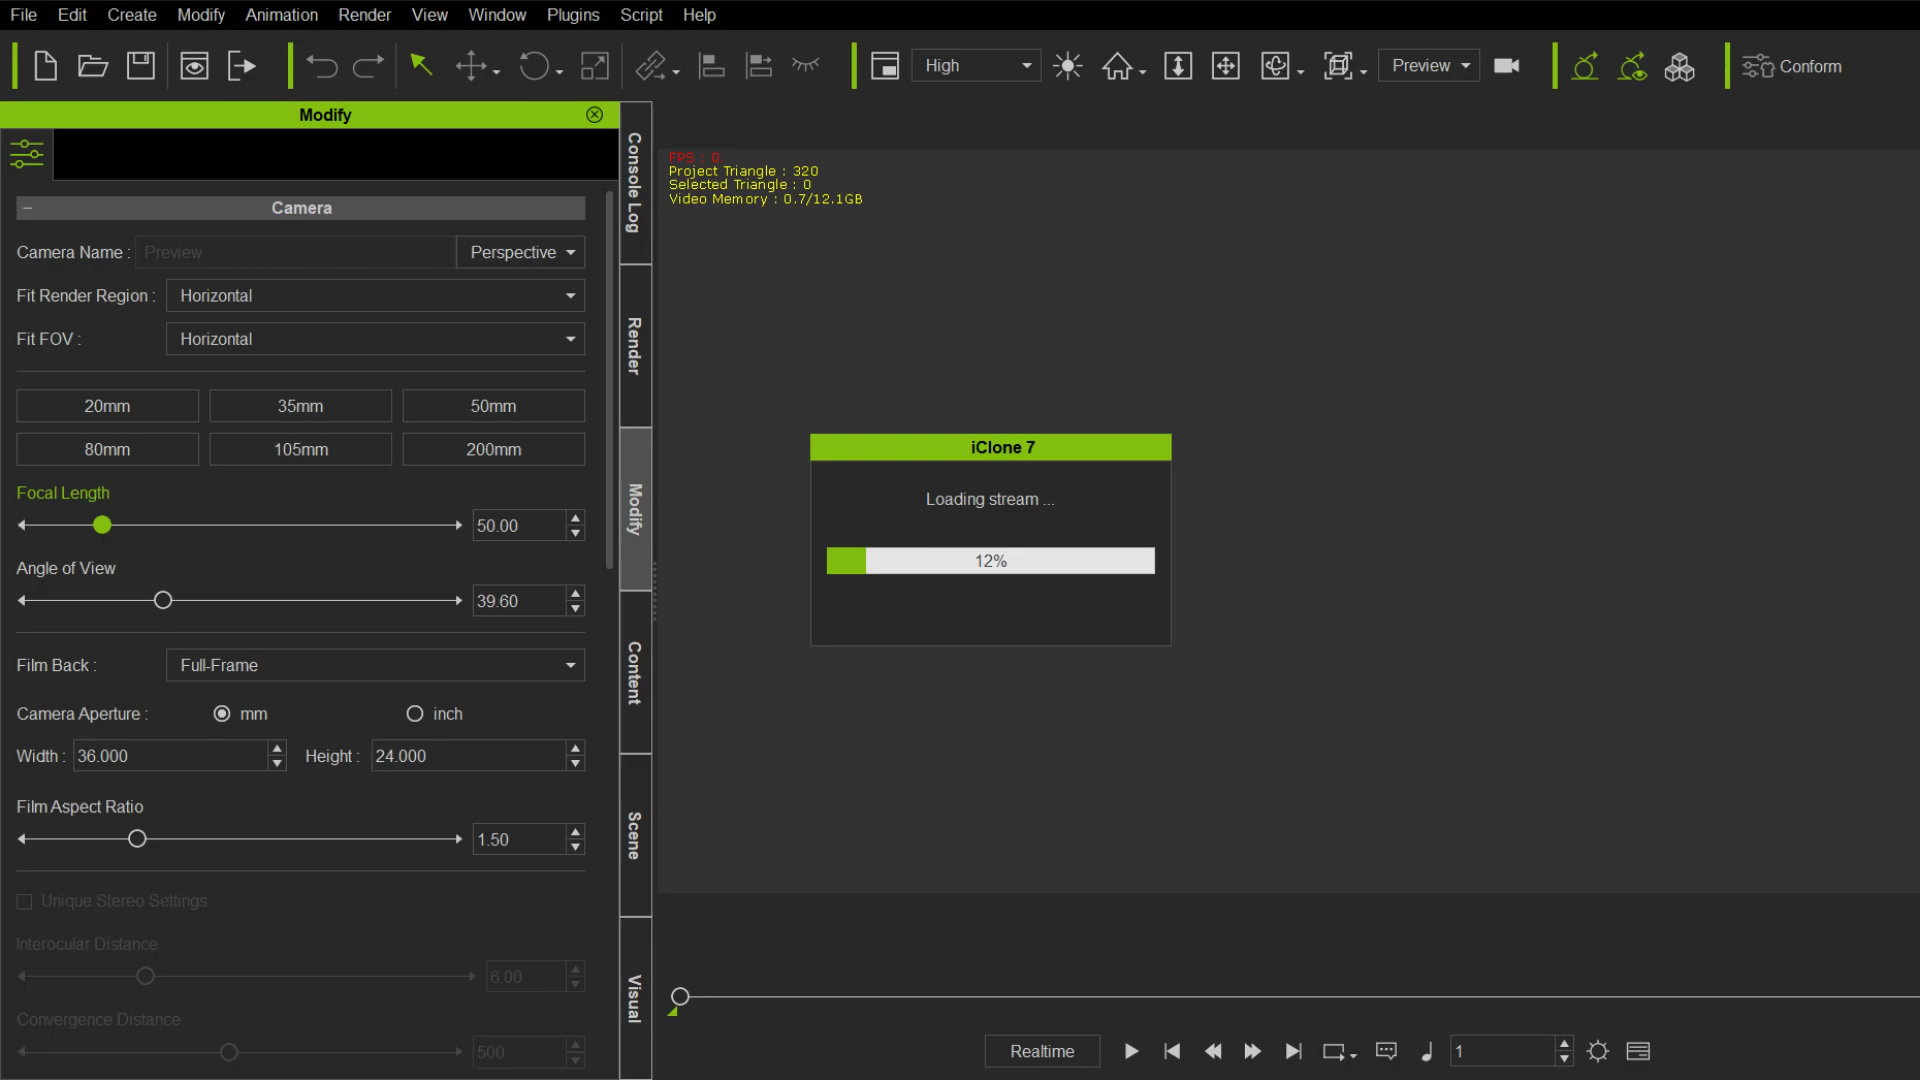 File Edit Create Modify Animation Render View Window Plugins Script Help
High
Preview
Conform
Modify
Camera
Camera Name : Preview Perspective
Fit Render Region : Horizontal
Fit FOV : Horizontal
20mm 35mm 50mm
80mm 105mm 200mm
Focal Length
50.00
Angle of View
39.60
Film Back : Full-Frame
Camera Aperture : mm inch
Width : 36.000 Height : 24.000
Film Aspect Ratio
1.50
Unique Stereo Settings
Interocular Distance
6.00
Convergence Distance
500
Console Log
Render
Modify
Content
Scene
Visual
FPS : 0.
Project Triangle : 320
Selected Triangle : 0
Video Memory : 0.7/12.1GB
iClone 7
Loading stream ...
12%
Realtime
1